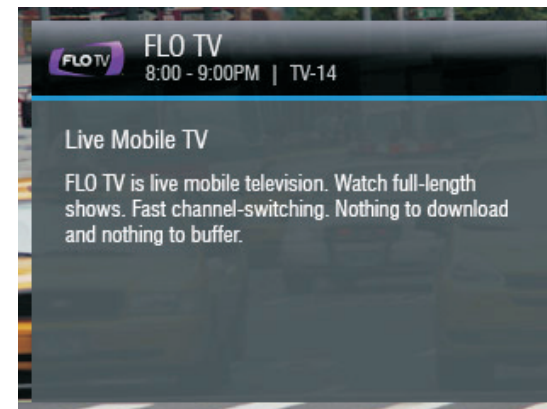 FLO TV
FLO TV
8:00 - 9:00PM | TV-14
Live Mobile TV
FLO TV is live mobile television. Watch full-length
shows. Fast channel-switching. Nothing to download
and nothing to buffer.